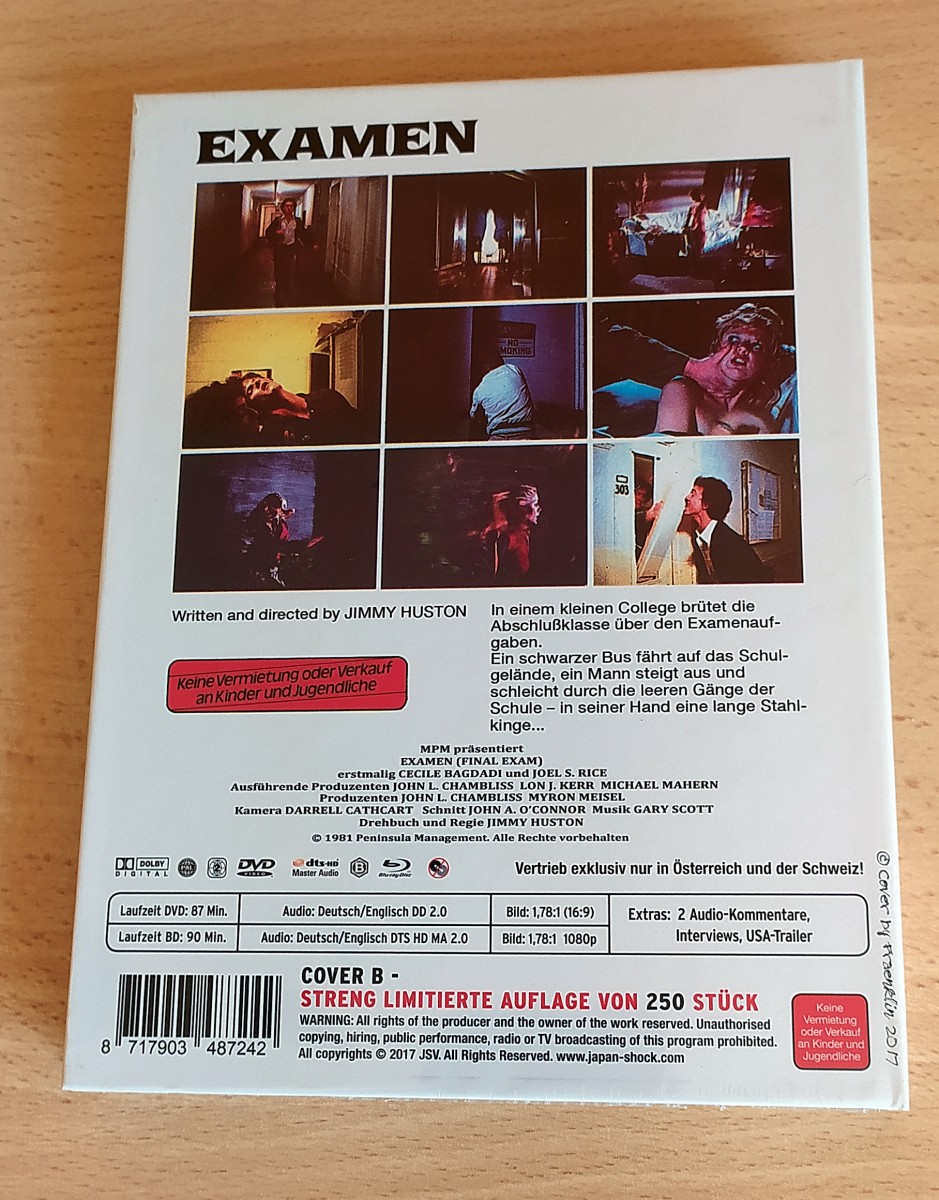 EXAMEN
NO
SMOKING
303
Written and directed by JIMMY HUSTON
Keine Vermietung oder Verkauf
an Kinder und Jugendliche
In einem kleinen College brütet die
Abschlußklasse über den Examenauf-
gaben.
Ein schwarzer Bus fährt auf das Schul-
gelände, ein Mann steigt aus und
schleicht durch die leeren Gänge der
Schule – in seiner Hand eine lange Stahl-
kinge...
MPM präsentiert
EXAMEN (FINAL EXAM)
erstmalig CECILE BAGDADI und JOEL S. RICE
Ausführende Produzenten JOHN L. CHAMBLISS LON J. KERR MICHAEL MAHERN
Produzenten JOHN L. CHAMBLISS MYRON MEISEL
Kamera DARRELL CATHCART Schnitt JOHN A. O'CONNOR Musik GARY SCOTT
Drehbuch und Regie JIMMY HUSTON
© 1981 Peninsula Management. Alle Rechte vorbehalten
DOLBY
DIGITAL
DVD
VIDEO
dts-HD
Master Audio
B
Blu-ray Disc
Vertrieb exklusiv nur in Österreich und der Schweiz!
Laufzeit DVD: 87 Min.
Audio: Deutsch/Englisch DD 2.0
Bild: 1,78:1 (16:9)
Laufzeit BD: 90 Min.
Audio: Deutsch/Englisch DTS HD MA 2.0
Bild: 1,78:1 1080p
Extras: 2 Audio-Kommentare,
Interviews, USA-Trailer
8 717903 487242
COVER B -
STRENG LIMITIERTE AUFLAGE VON 250 STÜCK
WARNING: All rights of the producer and the owner of the work reserved. Unauthorised
copying, hiring, public performance, radio or TV broadcasting of this program prohibited.
All copyrights © 2017 JSV. All Rights Reserved. www.japan-shock.com
Keine
Vermietung
oder Verkauf
an Kinder und
Jugendliche
© Cover by 2017